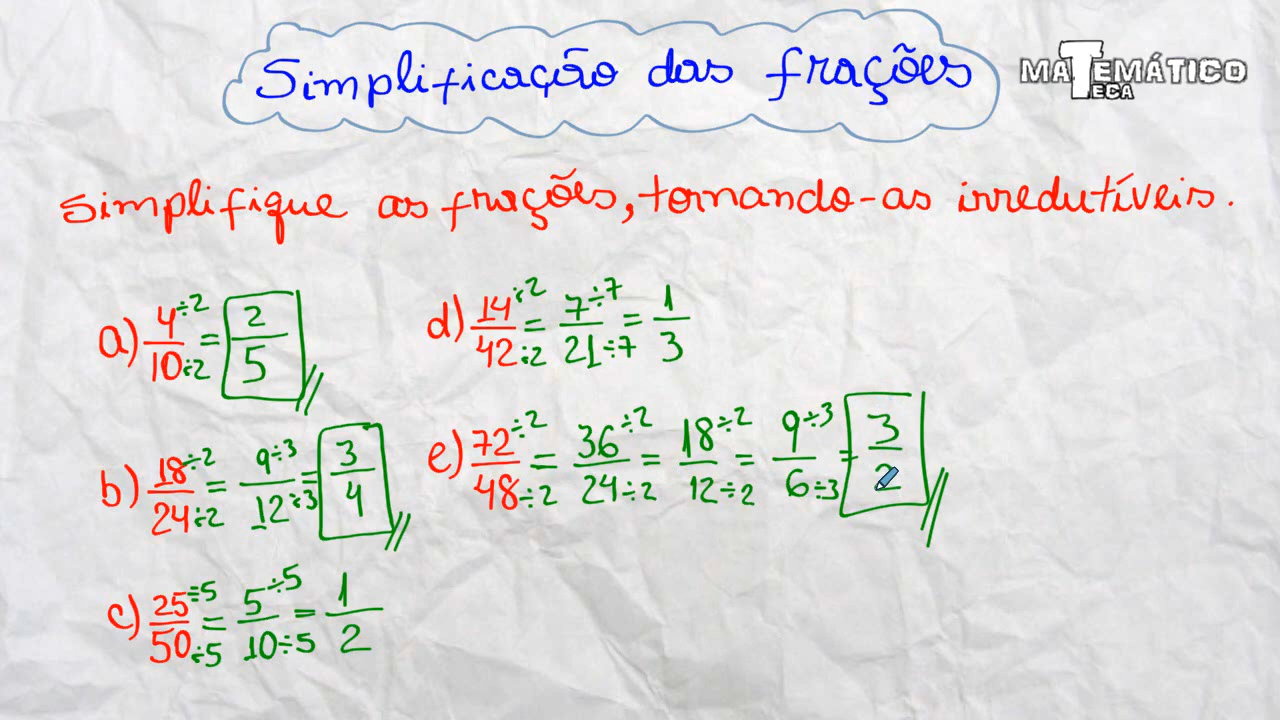 Simplificação das frações
MATEMÁTICO
TECA
Simplifique as frações, tornando-as irredutíveis.
a) 4÷2/10÷2 = 2/5
b) 18÷2/24÷2 = 9÷3/12÷3 = 3/4
c) 25÷5/50÷5 = 5÷5/10÷5 = 1/2
d) 14÷2/42÷2 = 7÷7/21÷7 = 1/3
e) 72÷2/48÷2 = 36÷2/24÷2 = 18÷2/12÷2 = 9÷3/6÷3 = 3/2